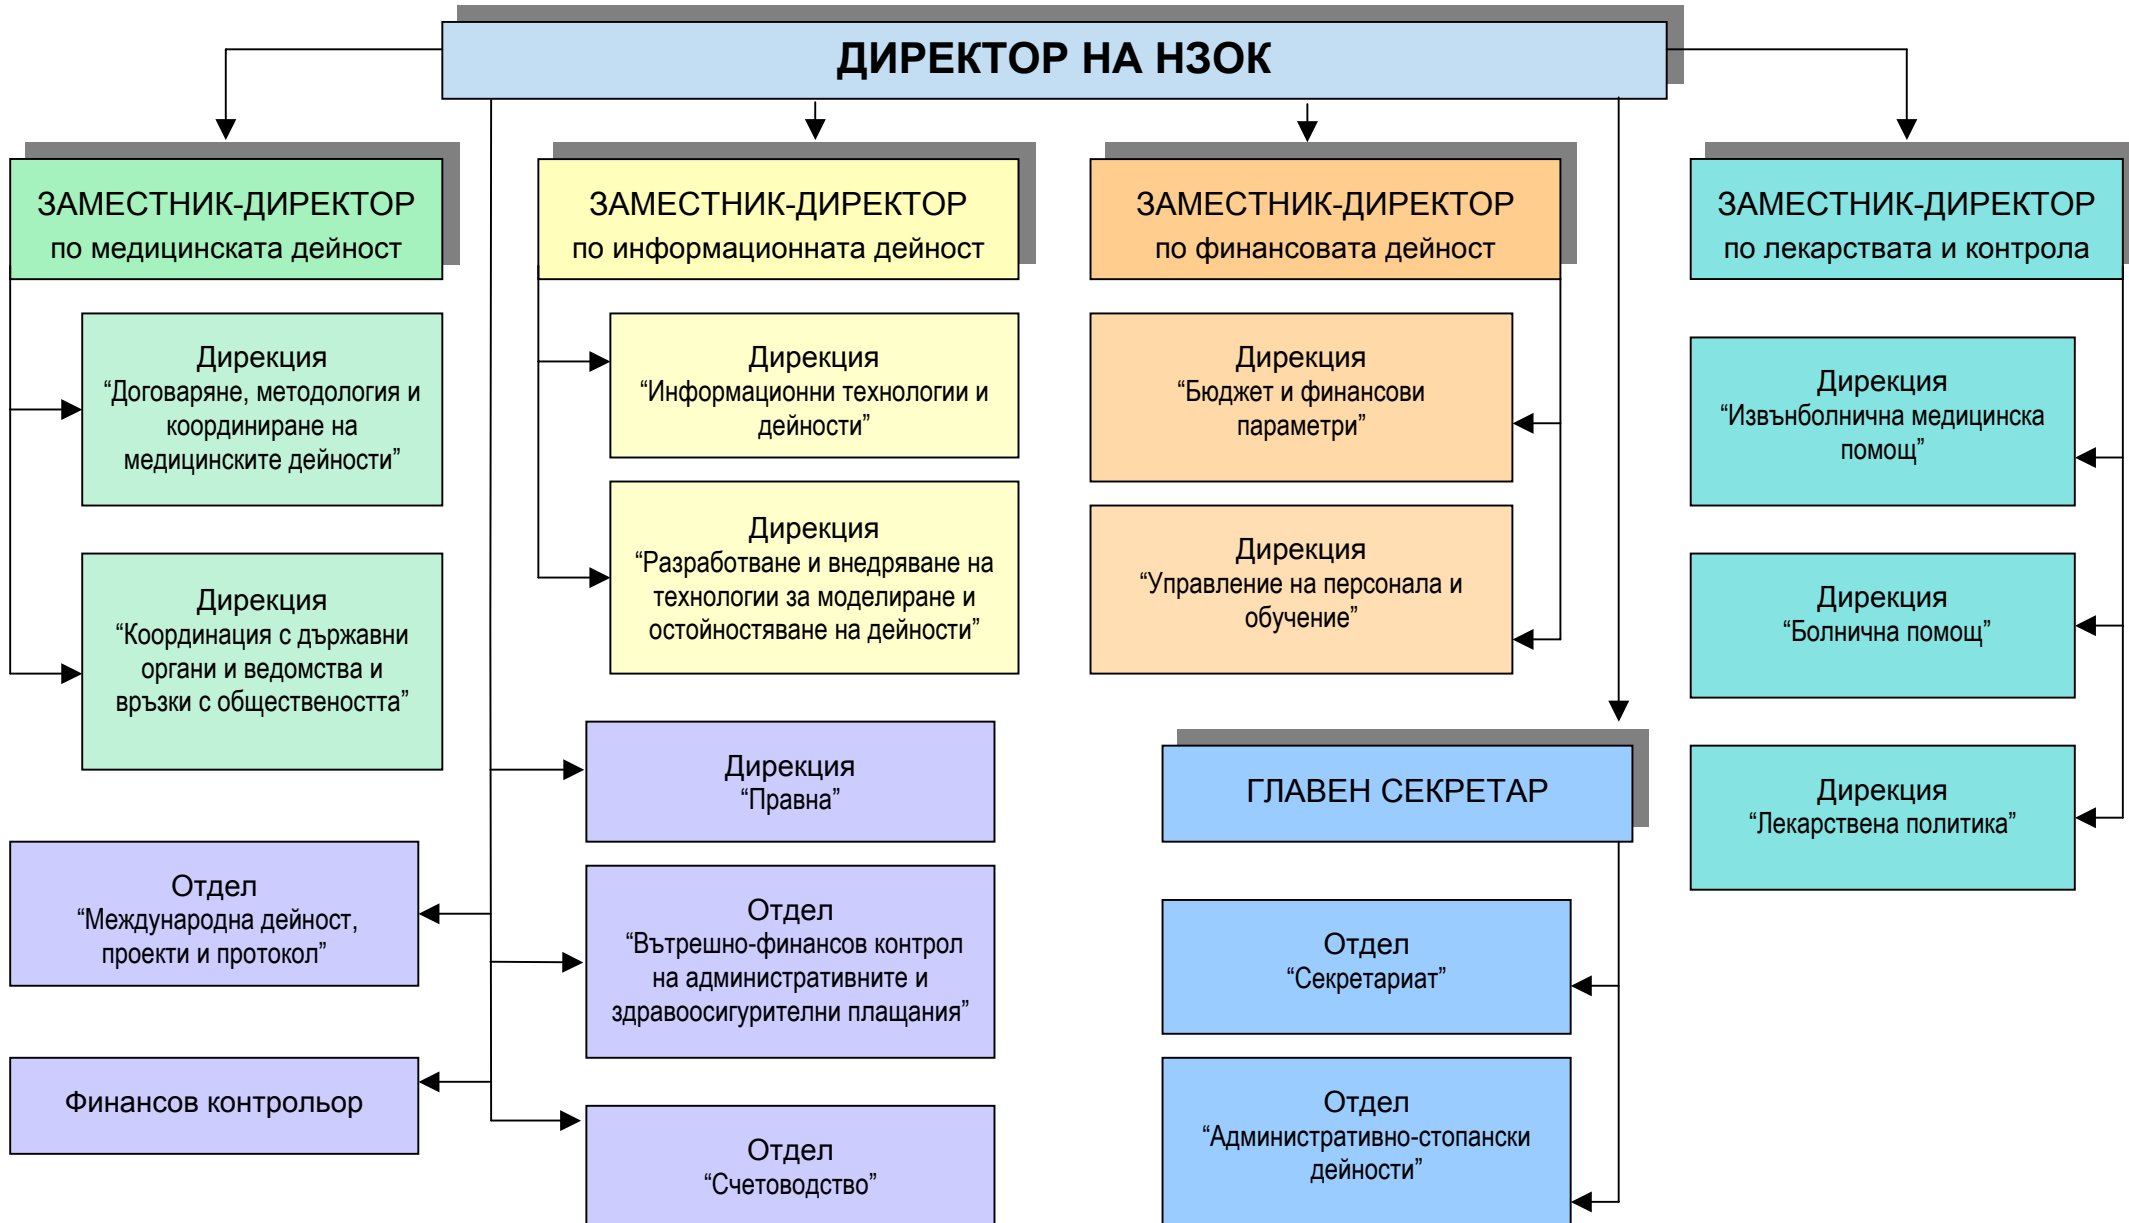 ДИРЕКТОР НА НЗОК
ЗАМЕСТНИК-ДИРЕКТОР
по медицинската дейност
ЗАМЕСТНИК-ДИРЕКТОР
по информационната дейност
ЗАМЕСТНИК-ДИРЕКТОР
по финансовата дейност
ЗАМЕСТНИК-ДИРЕКТОР
по лекарствата и контрола
Дирекция
“Договаряне, методология и
координиране на
медицинските дейности”
Дирекция
“Координация с държавни
органи и ведомства и
връзки с обществеността”
Дирекция
“Информационни технологии и
дейности”
Дирекция
“Разработване и внедряване на
технологии за моделиране и
остойностяване на дейности”
Дирекция
“Бюджет и финансови
параметри”
Дирекция
“Управление на персонала и
обучение”
Дирекция
“Извънболнична медицинска
помощ”
Дирекция
“Болнична помощ”
Дирекция
“Лекарствена политика”
Дирекция
“Правна”
Отдел
“Международна дейност,
проекти и протокол”
Отдел
“Вътрешно-финансов контрол
на административните и
здравоосигурителни плащания”
Финансов контрольор
Отдел
“Счетоводство”
ГЛАВЕН СЕКРЕТАР
Отдел
“Секретариат”
Отдел
“Административно-стопански
дейности”